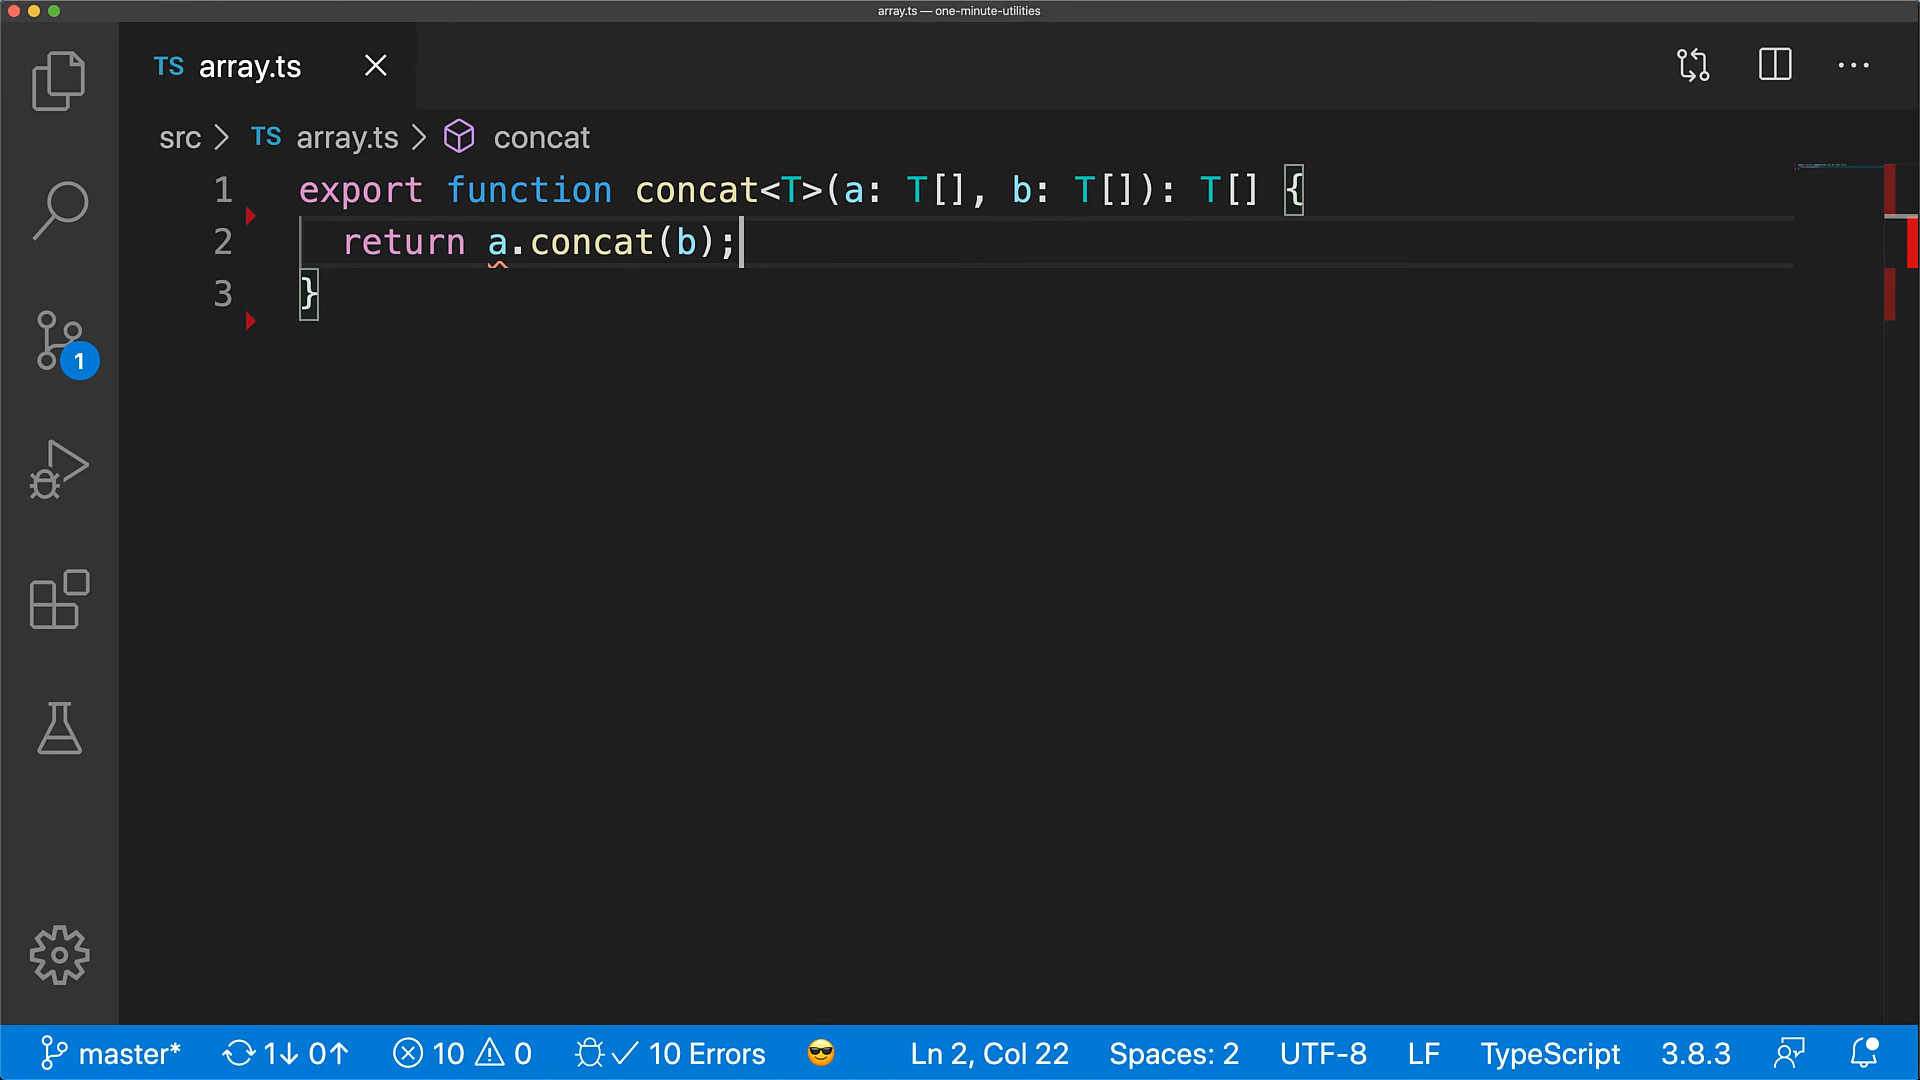 array.ts — one-minute-utilities
TS array.ts
src > TS array.ts > concat
1 export function concat<T>(a: T[], b: T[]): T[] {
2 return a.concat(b);
3 }
1
master* 1↓ 0↑ 10 0 10 Errors Ln 2, Col 22 Spaces: 2 UTF-8 LF TypeScript 3.8.3